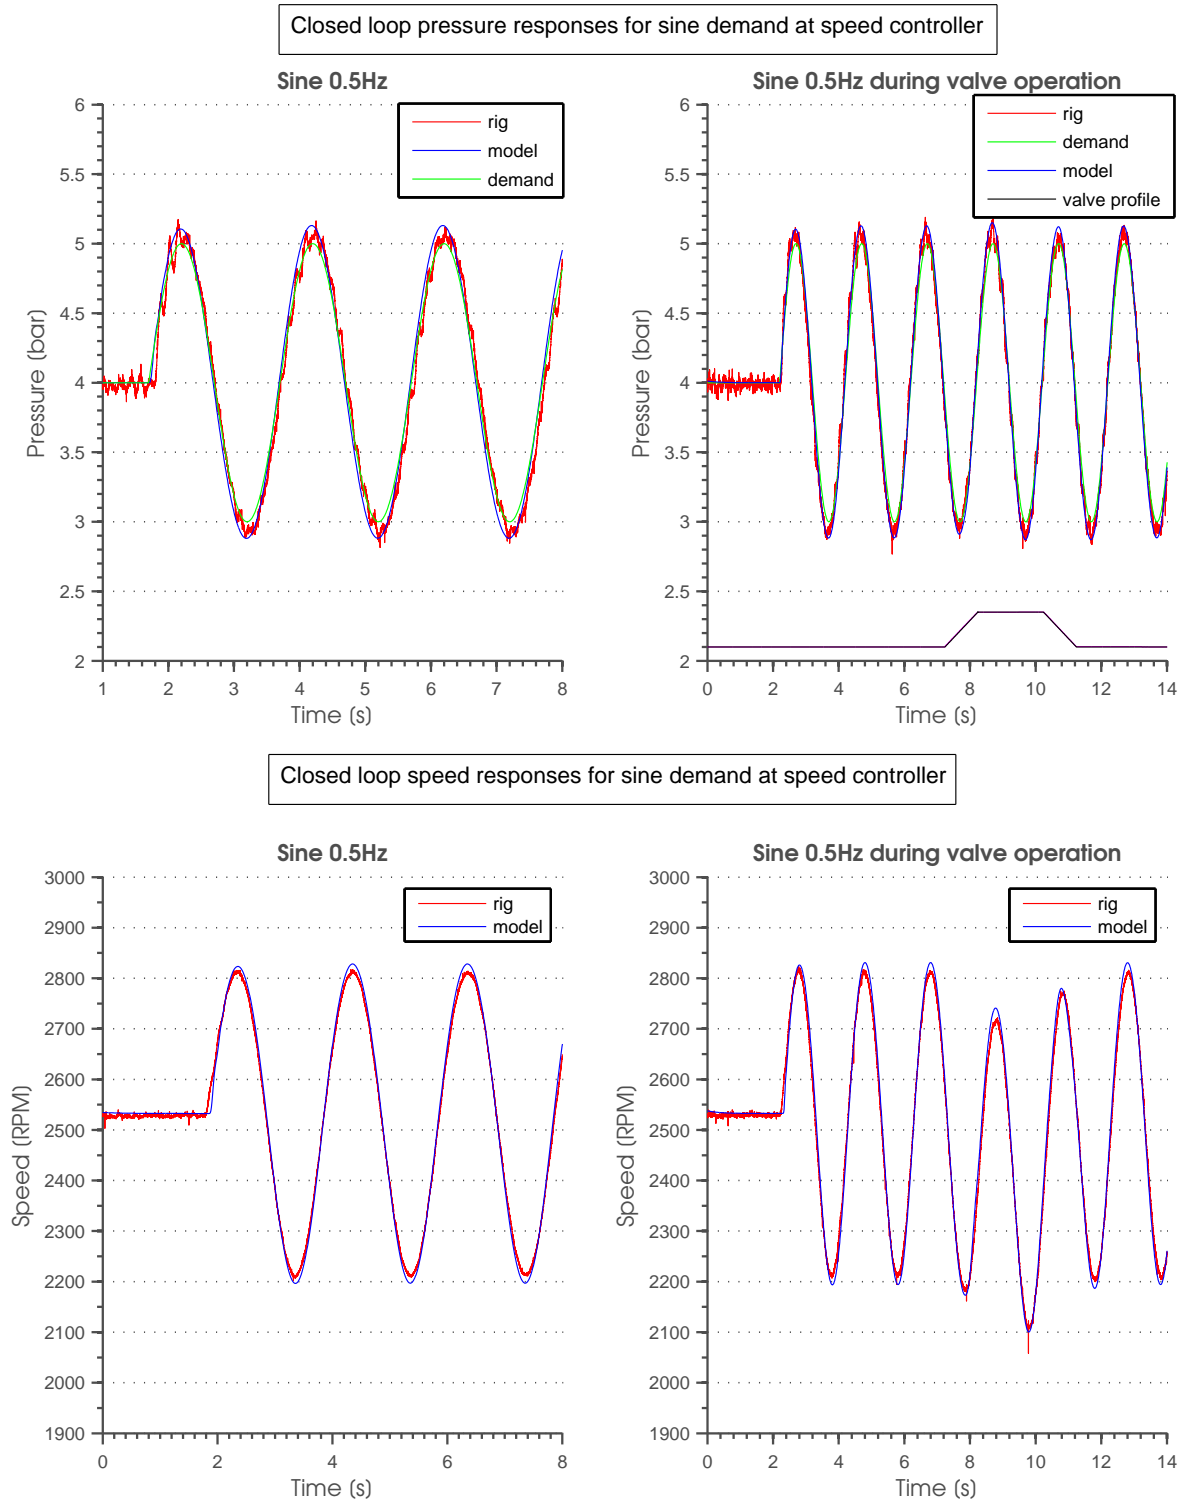 Closed loop pressure responses for sine demand at speed controller
Sine 0.5Hz
6
5.5
5
4.5
4
3.5
3
2.5
2
Pressure (bar)
rig
model
demand
1 2 3 4 5 6 7 8
Time (s)
Sine 0.5Hz during valve operation
6
5.5
5
4.5
4
3.5
3
2.5
2
Pressure (bar)
rig
demand
model
valve profile
0 2 4 6 8 10 12 14
Time (s)
Closed loop speed responses for sine demand at speed controller
Sine 0.5Hz
3000
2900
2800
2700
2600
2500
2400
2300
2200
2100
2000
1900
Speed (RPM)
rig
model
0 2 4 6 8
Time (s)
Sine 0.5Hz during valve operation
3000
2900
2800
2700
2600
2500
2400
2300
2200
2100
2000
1900
Speed (RPM)
rig
model
0 2 4 6 8 10 12 14
Time (s)